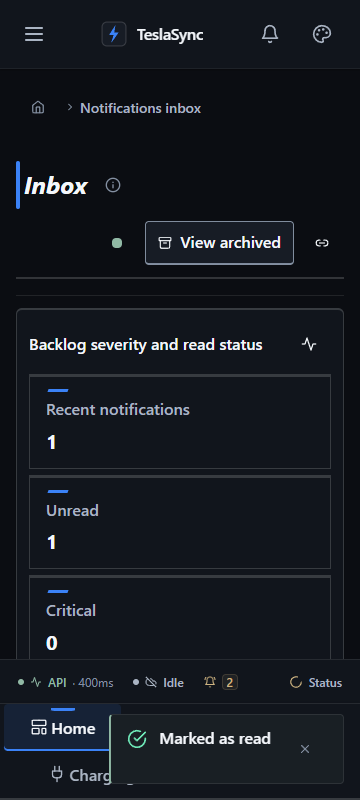 TeslaSync
Notifications inbox
Inbox
View archived
Backlog severity and read status
Recent notifications
1
Unread
1
Critical
0
API · 400ms
Idle
2
Status
Home
Marked as read